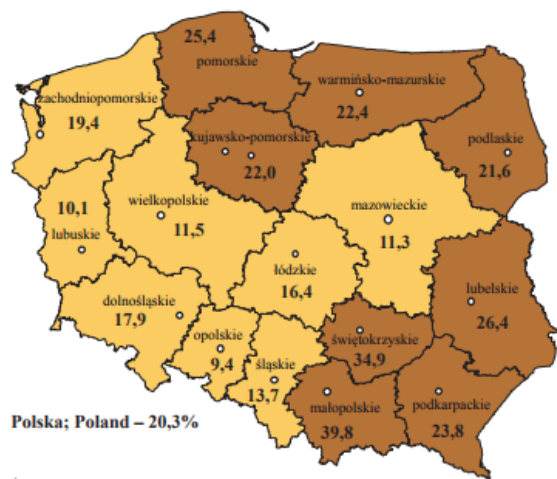 25,4
pomorskie
warmińsko-mazurskie
22,4
zachodniopomorskie
19,4
kujawsko-pomorskie
22,0
podlaskie
21,6
10,1
lubuskie
wielkopolskie
11,5
mazowieckie
11,3
łódzkie
16,4
lubelskie
26,4
dolnośląskie
17,9
opolskie
9,4
śląskie
13,7
świętokrzyskie
34,9
małopolskie
39,8
podkarpackie
23,8
Polska; Poland – 20,3%